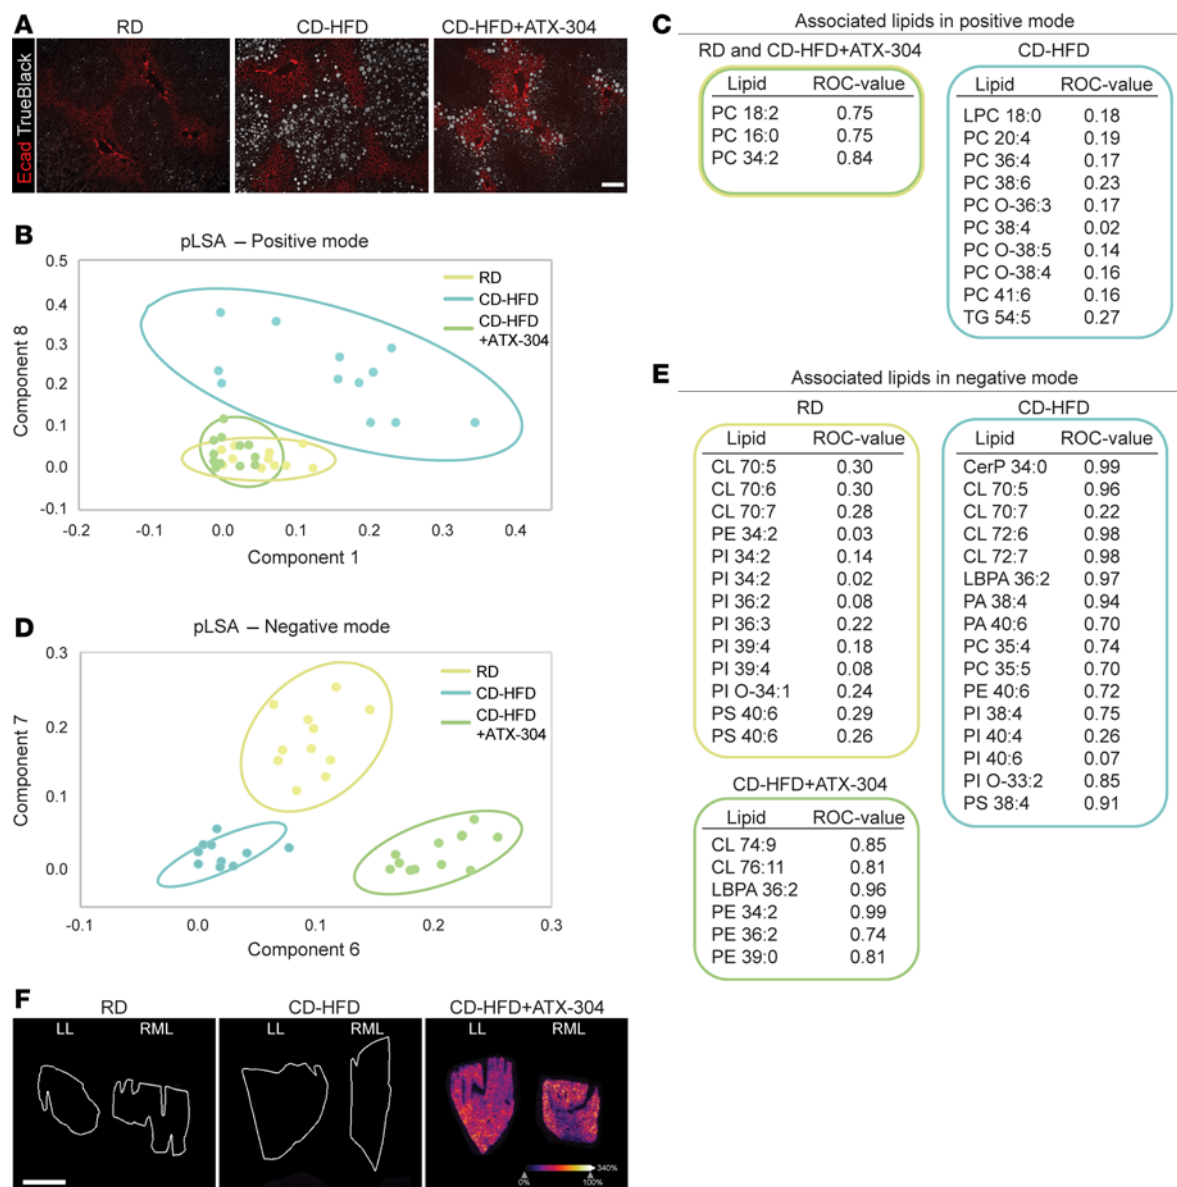 A
RD
CD-HFD
CD-HFD+ATX-304
Ecad TrueBlack
B
pLSA – Positive mode
0.5
0.4
0.3
0.2
0.1
0.0
-0.1
Component 8
-0.2
-0.1
0.0
0.1
0.2
0.3
0.4
Component 1
RD
CD-HFD
CD-HFD
+ATX-304
C
Associated lipids in positive mode
RD and CD-HFD+ATX-304
Lipid ROC-value
PC 18:2 0.75
PC 16:0 0.75
PC 34:2 0.84
CD-HFD
Lipid ROC-value
LPC 18:0 0.18
PC 20:4 0.19
PC 36:4 0.17
PC 38:6 0.23
PC O-36:3 0.17
PC 38:4 0.02
PC O-38:5 0.14
PC O-38:4 0.16
PC 41:6 0.16
TG 54:5 0.27
D
pLSA – Negative mode
0.3
0.2
0.1
0.0
Component 7
-0.1
0.0
0.1
0.2
0.3
Component 6
RD
CD-HFD
CD-HFD
+ATX-304
E
Associated lipids in negative mode
RD
Lipid ROC-value
CL 70:5 0.30
CL 70:6 0.30
CL 70:7 0.28
PE 34:2 0.03
PI 34:2 0.14
PI 34:2 0.02
PI 36:2 0.08
PI 36:3 0.22
PI 39:4 0.18
PI 39:4 0.08
PI O-34:1 0.24
PS 40:6 0.29
PS 40:6 0.26
CD-HFD+ATX-304
Lipid ROC-value
CL 74:9 0.85
CL 76:11 0.81
LBPA 36:2 0.96
PE 34:2 0.99
PE 36:2 0.74
PE 39:0 0.81
CD-HFD
Lipid ROC-value
CerP 34:0 0.99
CL 70:5 0.96
CL 70:7 0.22
CL 72:6 0.98
CL 72:7 0.98
LBPA 36:2 0.97
PA 38:4 0.94
PA 40:6 0.70
PC 35:4 0.74
PC 35:5 0.70
PE 40:6 0.72
PI 38:4 0.75
PI 40:4 0.26
PI 40:6 0.07
PI O-33:2 0.85
PS 38:4 0.91
F
RD
CD-HFD
CD-HFD+ATX-304
LL RML
LL RML
LL RML
340%
0% 100%